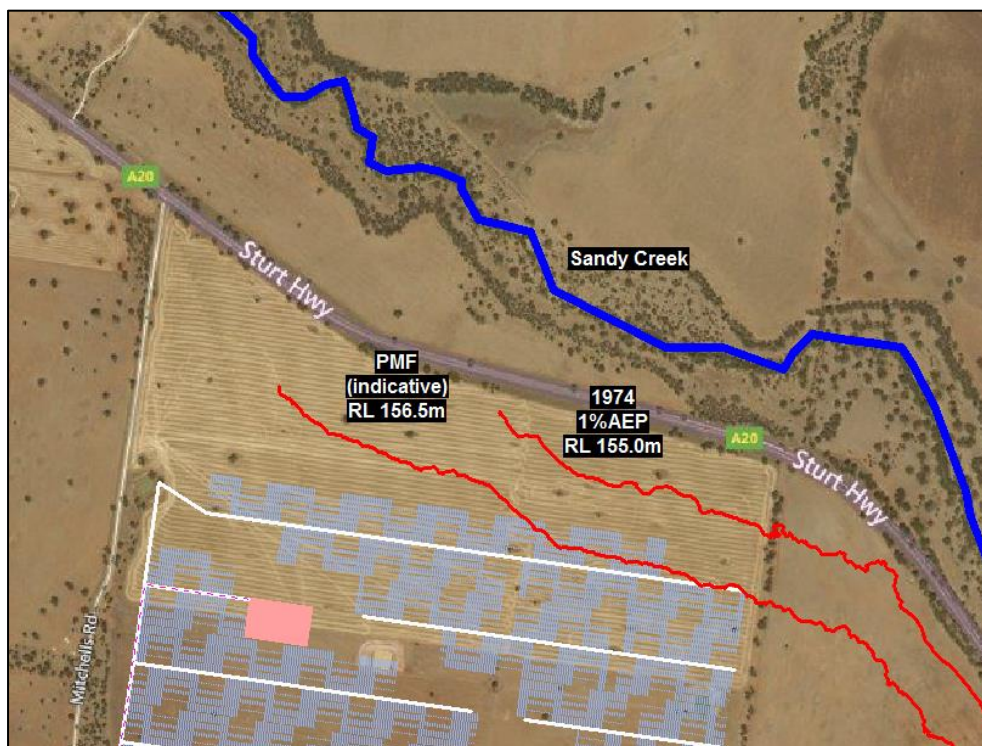 A20
Sturt Hwy
Sandy Creek
PMF
(indicative)
RL 156.5m
1974
1%AEP
RL 155.0m
A20
Sturt Hwy
Mitchells Rd